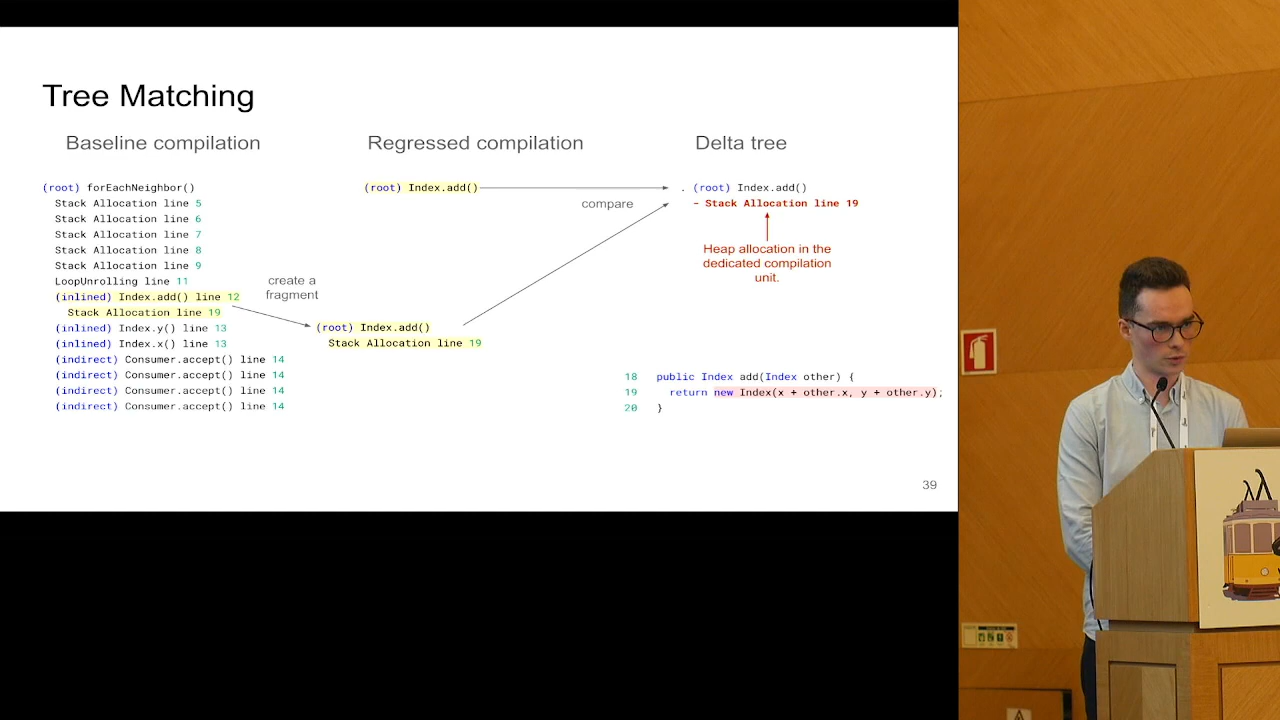 Tree Matching
Baseline compilation
(root) forEachNeighbor()
Stack Allocation line 5
Stack Allocation line 6
Stack Allocation line 7
Stack Allocation line 8
Stack Allocation line 9
LoopUnrolling line 11
(inlined) Index.add() line 12
Stack Allocation line 19
(inlined) Index.y() line 13
(inlined) Index.x() line 13
(indirect) Consumer.accept() line 14
(indirect) Consumer.accept() line 14
(indirect) Consumer.accept() line 14
(indirect) Consumer.accept() line 14
create a
fragment
Regressed compilation
(root) Index.add()
(root) Index.add()
Stack Allocation line 19
compare
Delta tree
. (root) Index.add()
- Stack Allocation line 19
Heap allocation in the
dedicated compilation
unit.
18 public Index add(Index other) {
19 return new Index(x + other.x, y + other.y);
20 }
39